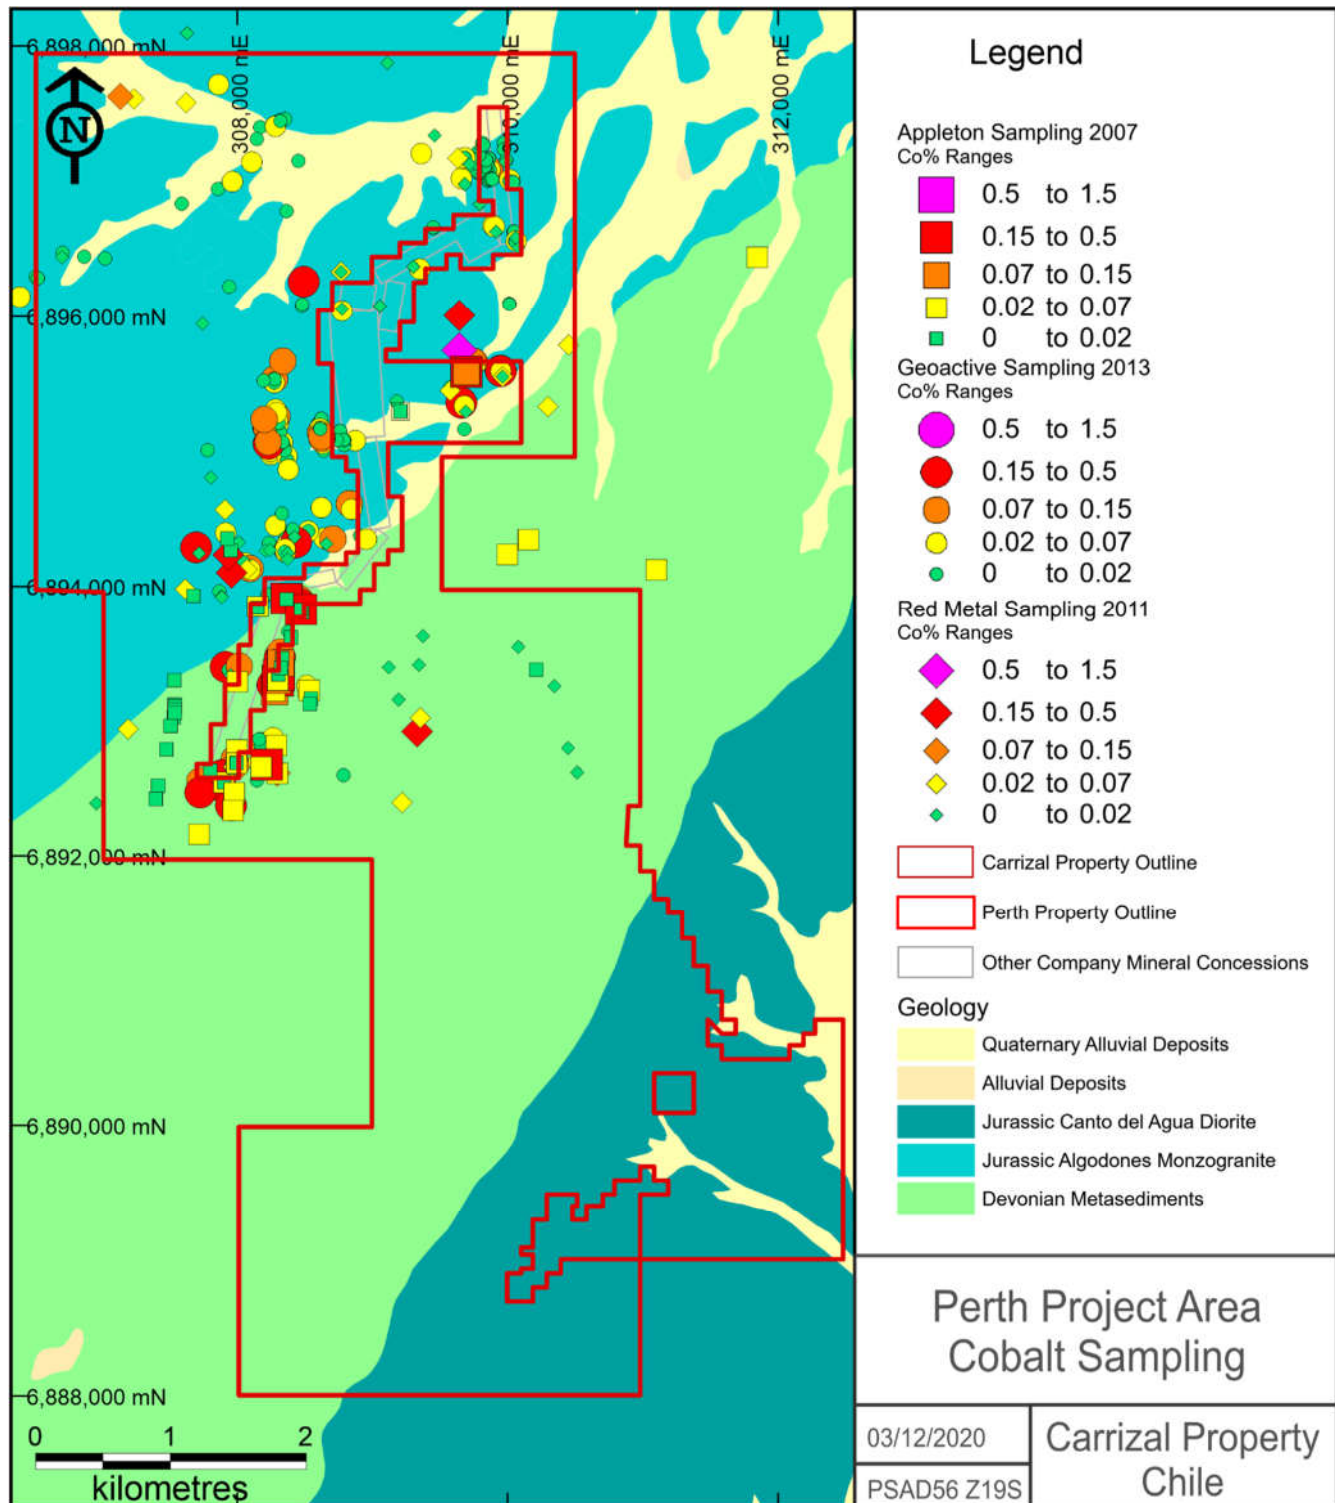 6,898,000 mN
308,000 mE
310,000 mE
312,000 mE
N
6,896,000 mN
6,894,000 mN
6,892,000 mN
6,890,000 mN
6,888,000 mN
0 1 2
kilometres
Legend
Appleton Sampling 2007
Co% Ranges
0.5 to 1.5
0.15 to 0.5
0.07 to 0.15
0.02 to 0.07
0 to 0.02
Geoactive Sampling 2013
Co% Ranges
0.5 to 1.5
0.15 to 0.5
0.07 to 0.15
0.02 to 0.07
0 to 0.02
Red Metal Sampling 2011
Co% Ranges
0.5 to 1.5
0.15 to 0.5
0.07 to 0.15
0.02 to 0.07
0 to 0.02
Carrizal Property Outline
Perth Property Outline
Other Company Mineral Concessions
Geology
Quaternary Alluvial Deposits
Alluvial Deposits
Jurassic Canto del Agua Diorite
Jurassic Algodones Monzogranite
Devonian Metasediments
Perth Project Area
Cobalt Sampling
03/12/2020
PSAD56 Z19S
Carrizal Property
Chile